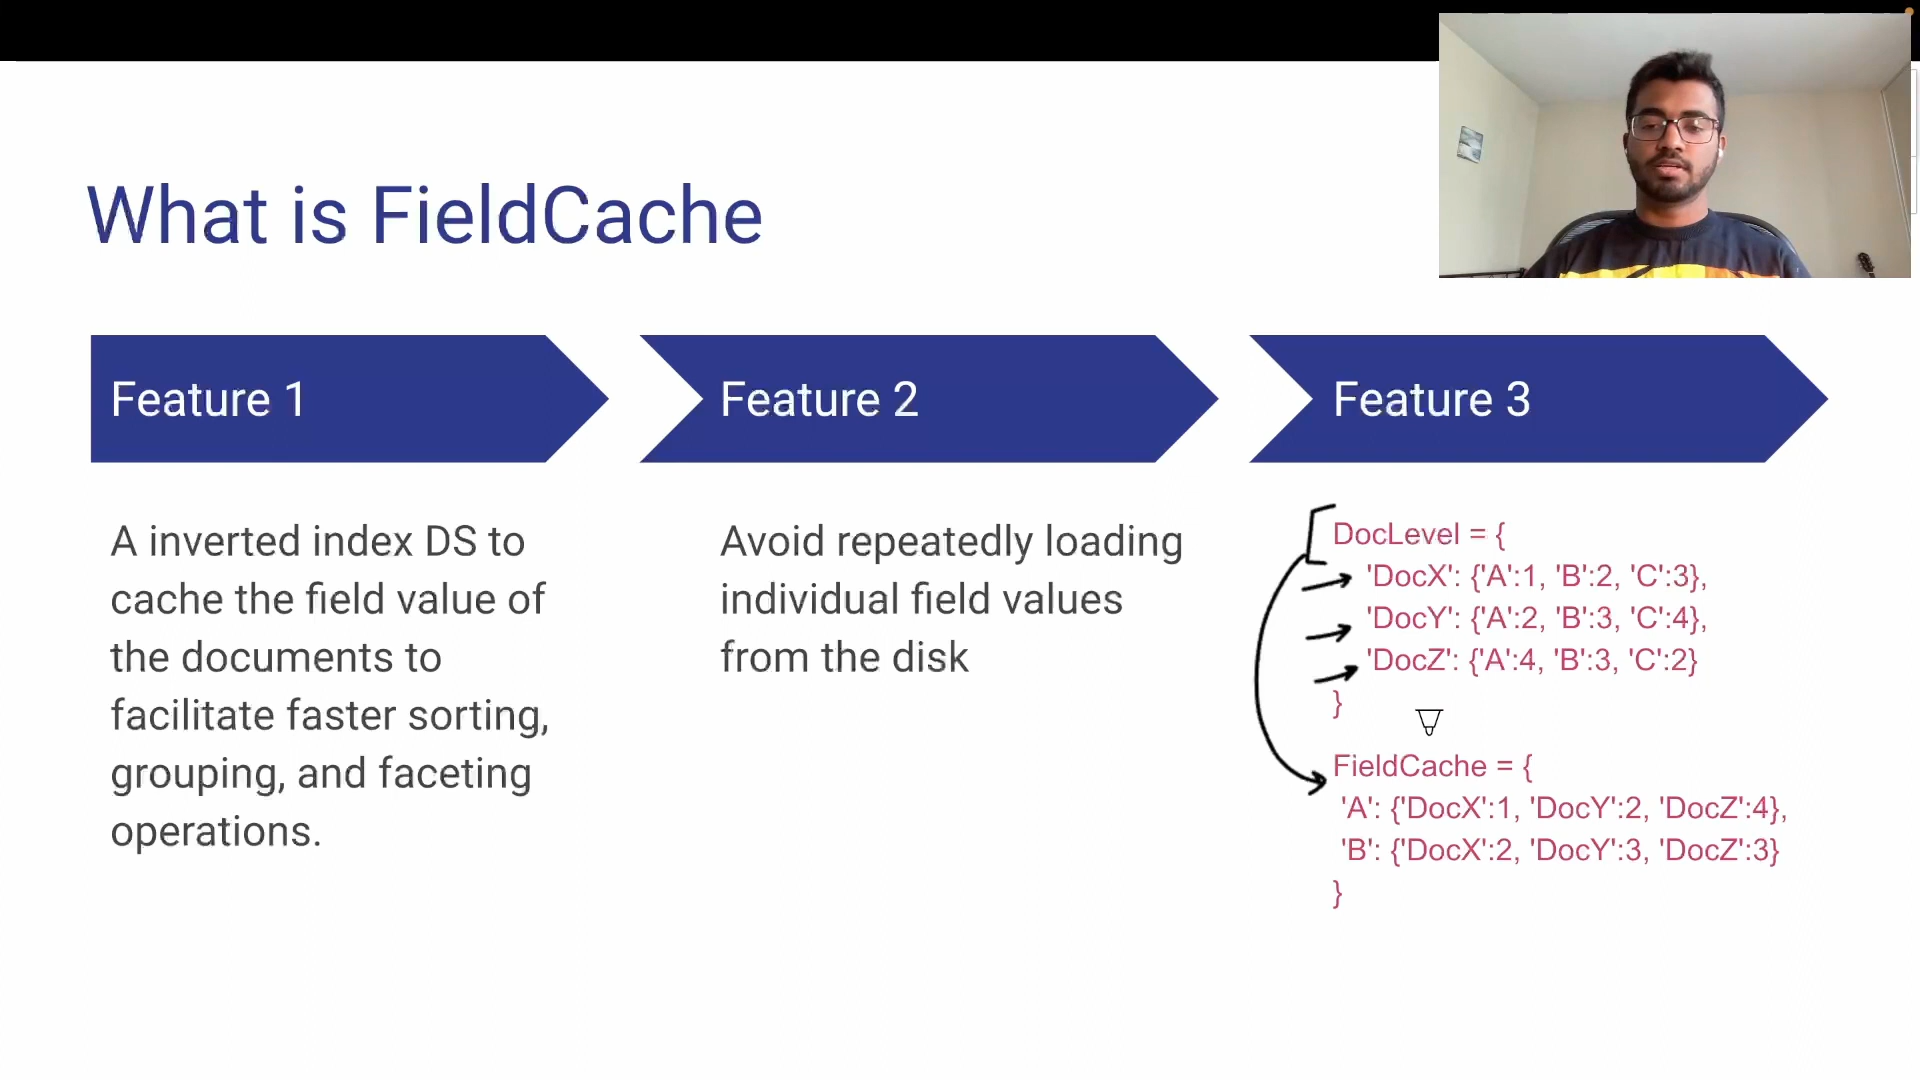 What is FieldCache
Feature 1
Feature 2
Feature 3
A inverted index DS to
cache the field value of
the documents to
facilitate faster sorting,
grouping, and faceting
operations.
Avoid repeatedly loading
individual field values
from the disk
DocLevel = {
'DocX': {'A':1, 'B':2, 'C':3},
'DocY': {'A':2, 'B':3, 'C':4},
'DocZ': {'A':4, 'B':3, 'C':2}
}
FieldCache = {
'A': {'DocX':1, 'DocY':2, 'DocZ':4},
'B': {'DocX':2, 'DocY':3, 'DocZ':3}
}